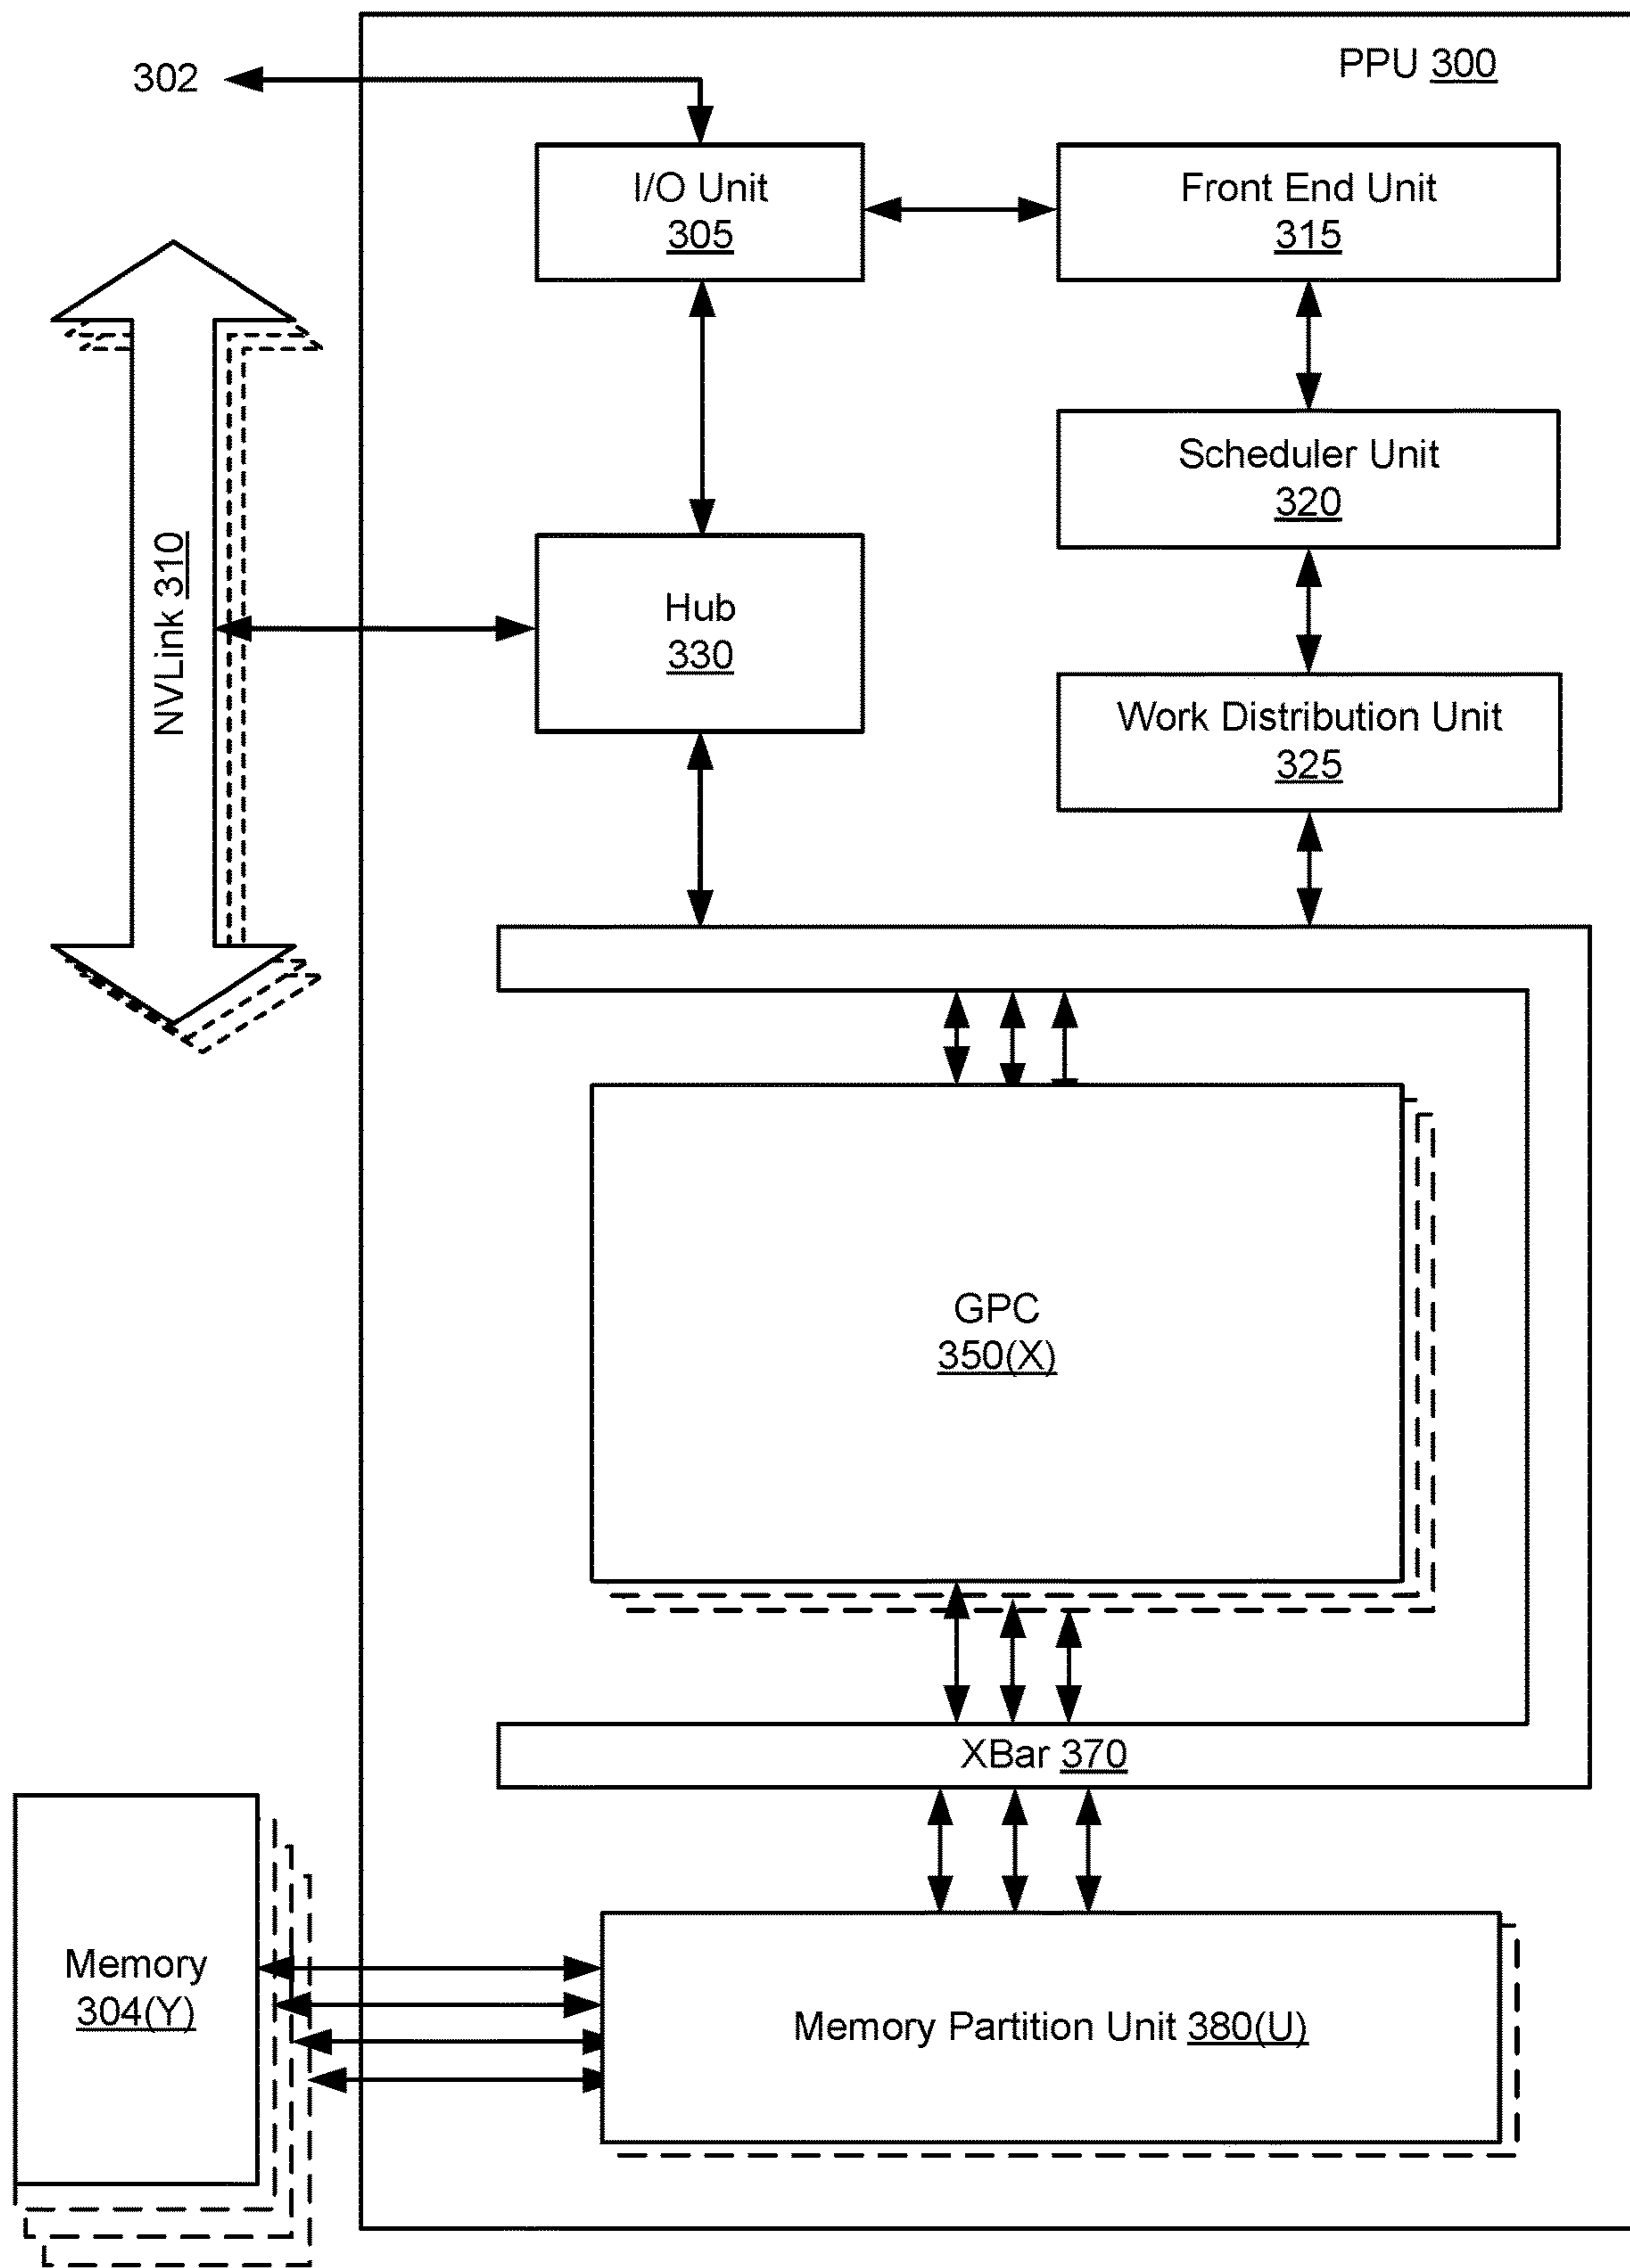 PPU 300
302
I/O Unit
305
Front End Unit
315
Scheduler Unit
320
NVLink 310
Hub
330
Work Distribution Unit
325
GPC
350(X)
XBar 370
Memory
304(Y)
Memory Partition Unit 380(U)